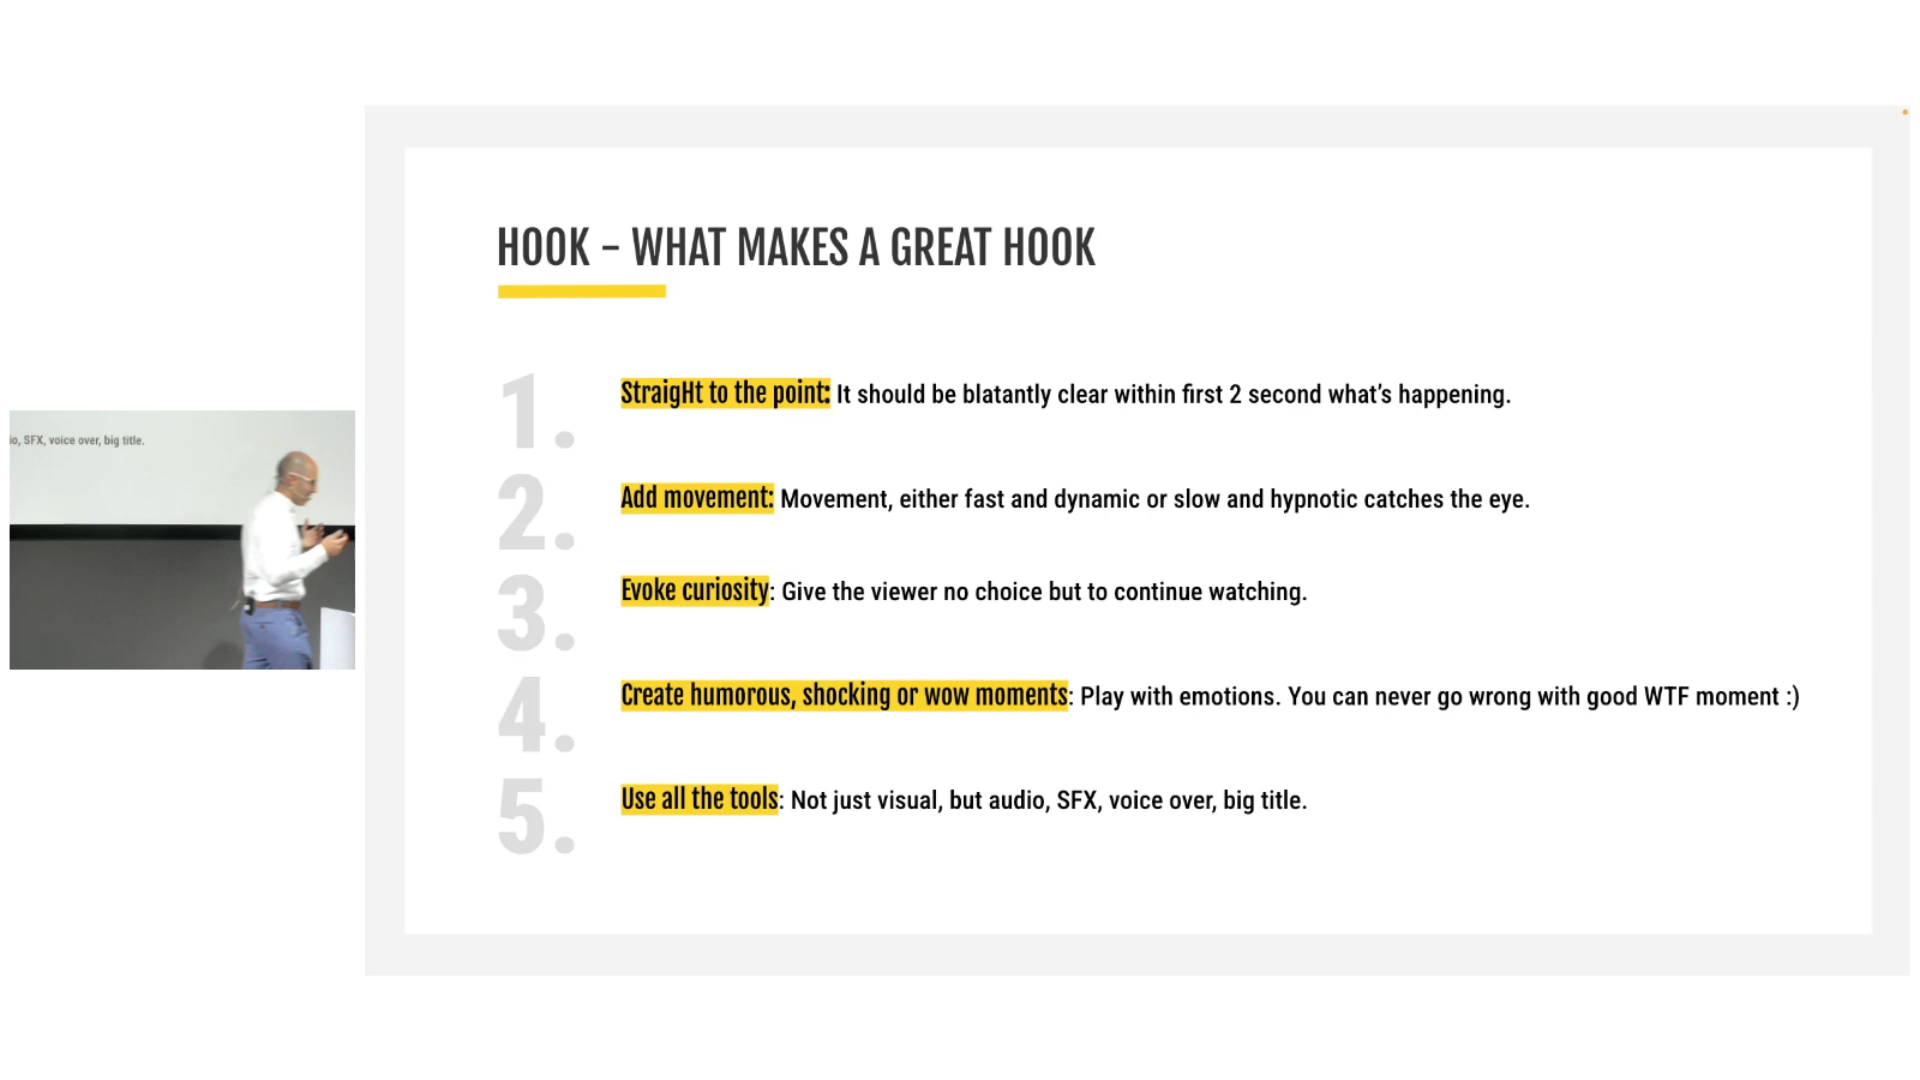 HOOK - WHAT MAKES A GREAT HOOK
1. StraigHt to the point: It should be blatantly clear within first 2 second what's happening.
2. Add movement: Movement, either fast and dynamic or slow and hypnotic catches the eye.
3. Evoke curiosity: Give the viewer no choice but to continue watching.
4. Create humorous, shocking or wow moments: Play with emotions. You can never go wrong with good WTF moment :)
5. Use all the tools: Not just visual, but audio, SFX, voice over, big title.
io, SFX, voice over, big title.